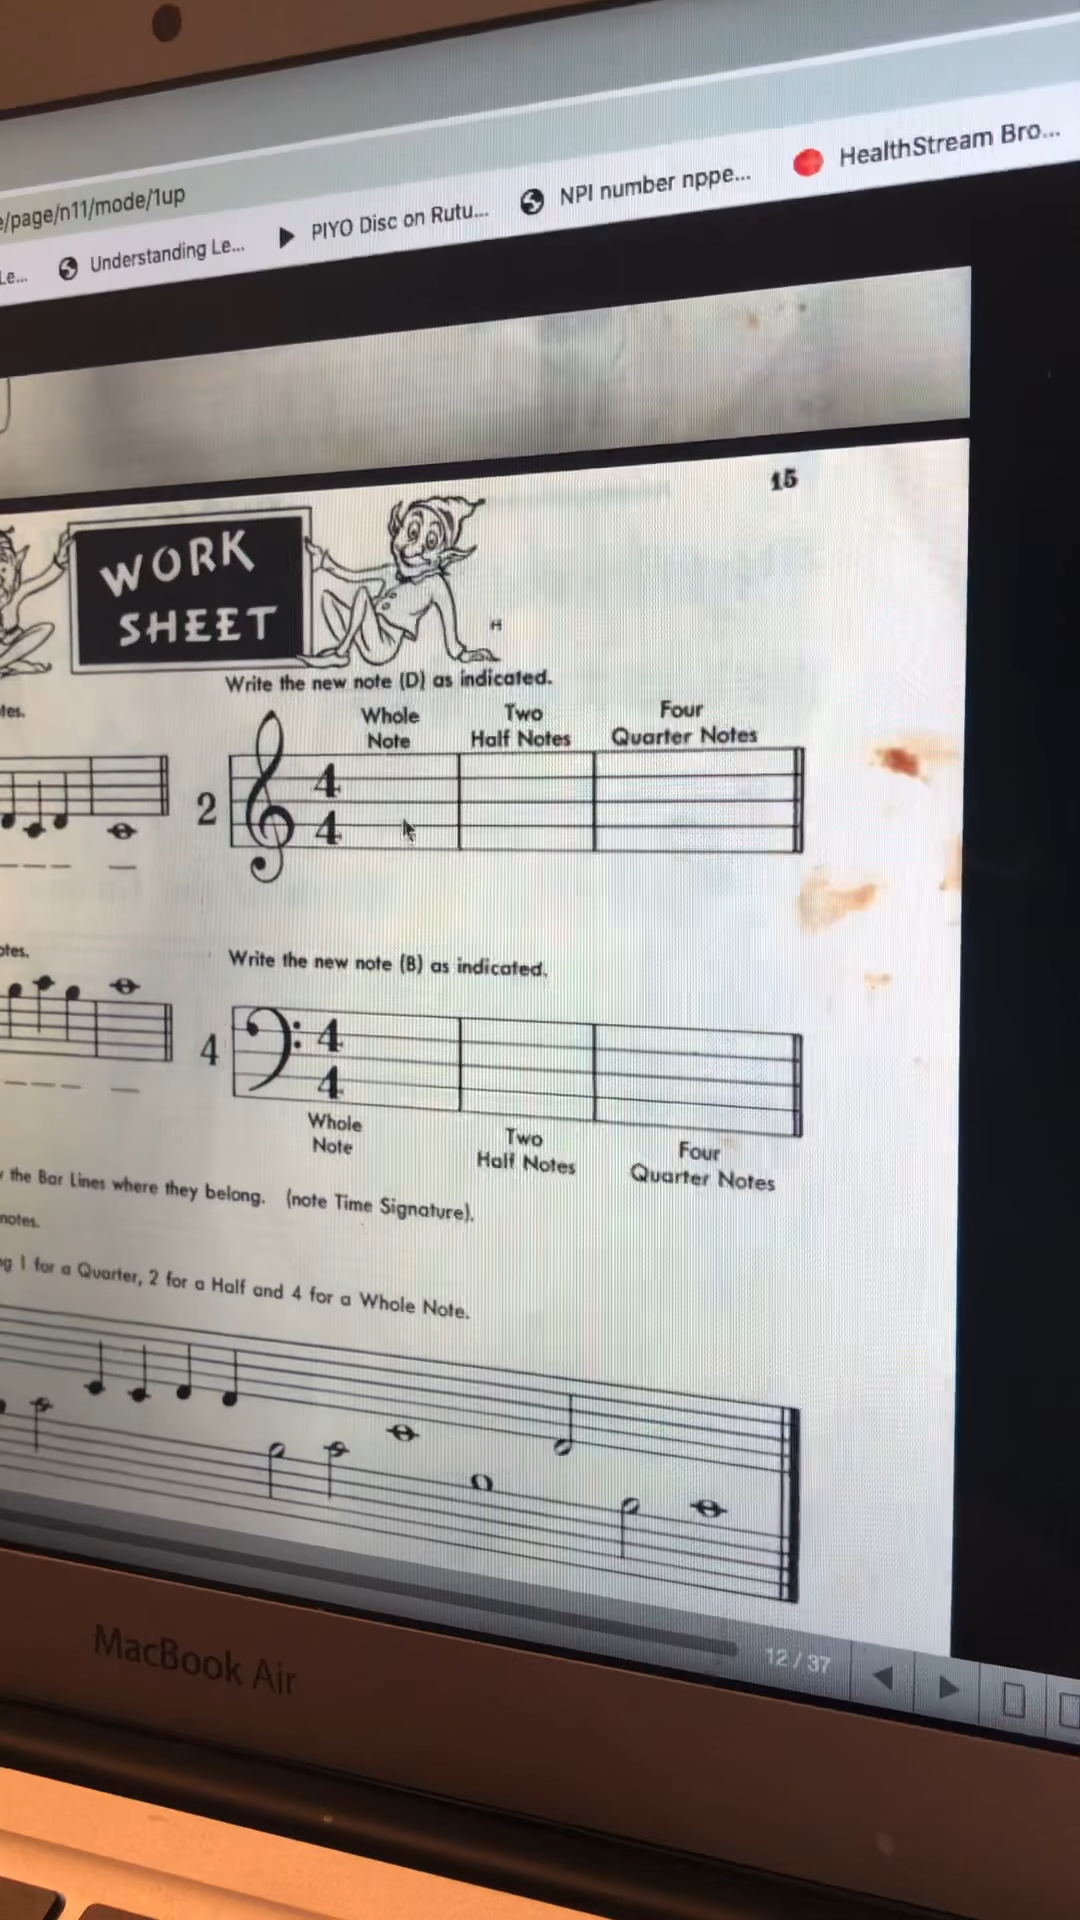 e/page/n11/mode/1up
Le... Understanding Le... PIYO Disc on Rutu... NPI number nppe... HealthStream Bro...
15
WORK
SHEET
H
Write the new note (D) as indicated.
tes.
Whole Note
Two Half Notes
Four Quarter Notes
2
4
4
otes.
Write the new note (B) as indicated.
4
4
4
Whole Note
Two Half Notes
Four Quarter Notes
the Bar Lines where they belong. (note Time Signature).
notes.
g 1 for a Quarter, 2 for a Half and 4 for a Whole Note.
12 / 37
MacBook Air